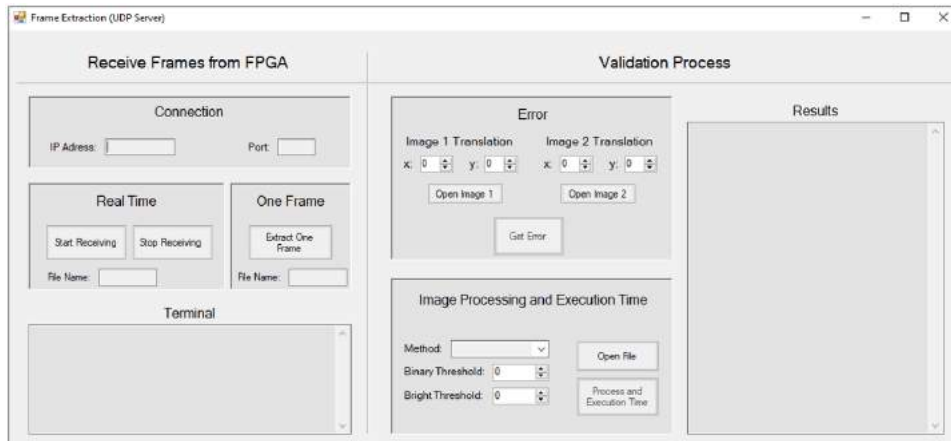 Frame Extraction (UDP Server)
Receive Frames from FPGA
Connection
IP Adress:
Port:
Real Time
Start Receiving
Stop Receiving
File Name:
One Frame
Extract One
Frame
File Name:
Terminal
Validation Process
Error
Image 1 Translation
x: 0 y: 0
Open Image 1
Image 2 Translation
x: 0 y: 0
Open Image 2
Get Error
Image Processing and Execution Time
Method:
Binary Threshold: 0
Bright Threshold: 0
Open File
Process and
Execution Time
Results